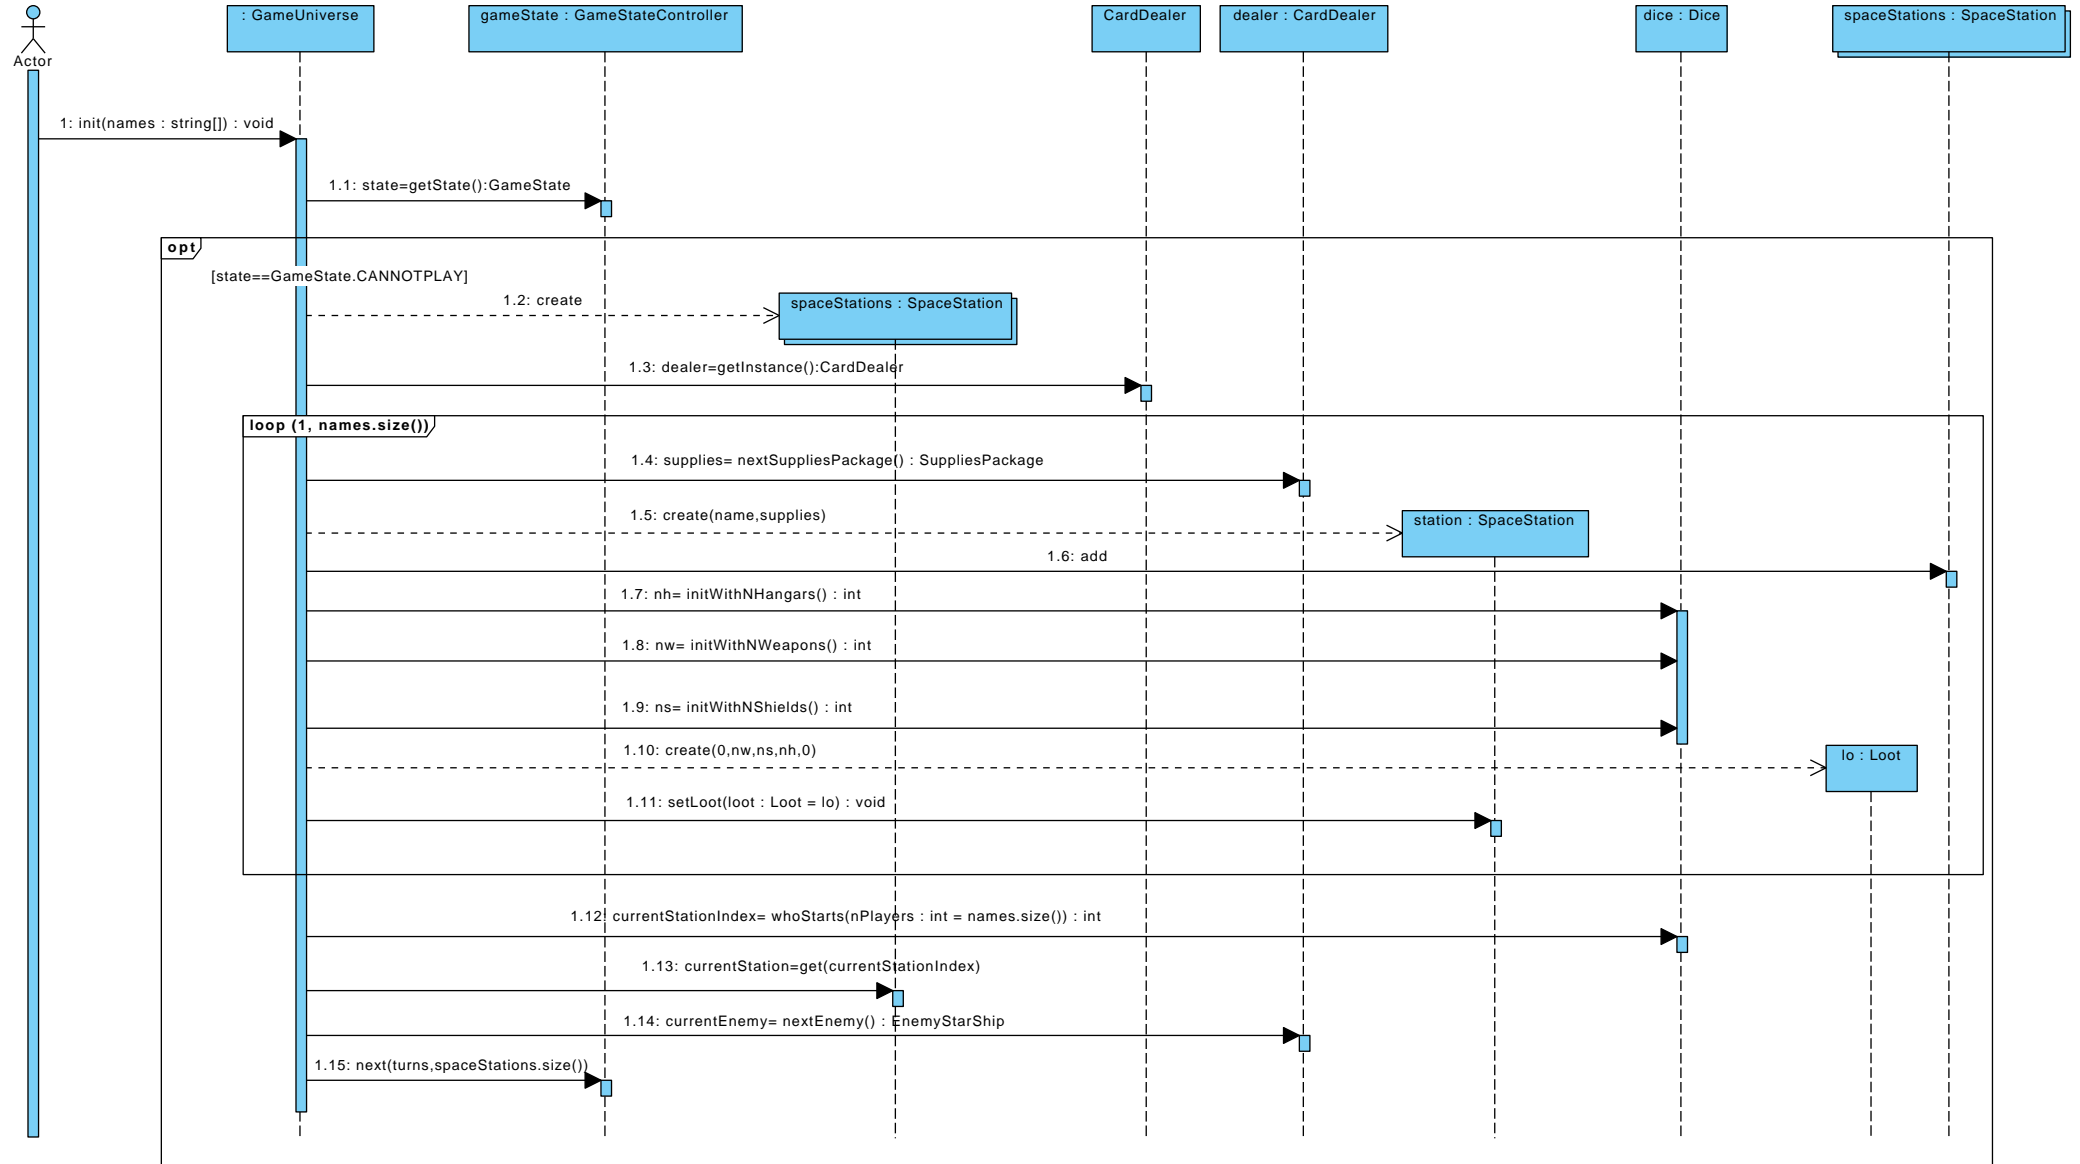 : GameUniverse
gameState : GameStateController
CardDealer
dealer : CardDealer
dice : Dice
spaceStations : SpaceStation
Actor
1: init(names : string[]) : void
1.1: state=getState():GameState
opt
[state==GameState.CANNOTPLAY]
1.2: create
spaceStations : SpaceStation
1.3: dealer=getInstance():CardDealer
loop (1, names.size())
1.4: supplies= nextSuppliesPackage() : SuppliesPackage
1.5: create(name,supplies)
station : SpaceStation
1.6: add
1.7: nh= initWithNHangars() : int
1.8: nw= initWithNWeapons() : int
1.9: ns= initWithNShields() : int
1.10: create(0,nw,ns,nh,0)
lo : Loot
1.11: setLoot(loot : Loot = lo) : void
1.12: currentStationIndex= whoStarts(nPlayers : int = names.size()) : int
1.13: currentStation=get(currentStationIndex)
1.14: currentEnemy= nextEnemy() : EnemyStarShip
1.15: next(turns,spaceStations.size())